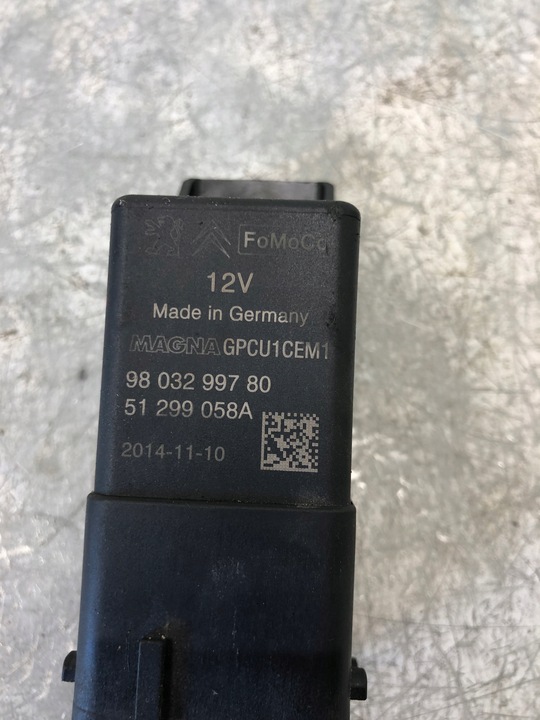 FoMoCo
12V
Made in Germany
MAGNA GPCU1CEM1
98 032 997 80
51 299 058A
2014-11-10